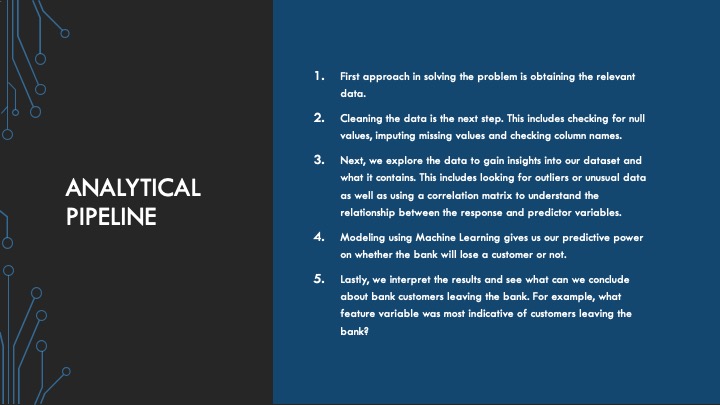 ANALYTICAL
PIPELINE
1. First approach in solving the problem is obtaining the relevant
data.
2. Cleaning the data is the next step. This includes checking for null
values, imputing missing values and checking column names.
3. Next, we explore the data to gain insights into our dataset and
what it contains. This includes looking for outliers or unusual data
as well as using a correlation matrix to understand the
relationship between the response and predictor variables.
4. Modeling using Machine Learning gives us our predictive power
on whether the bank will lose a customer or not.
5. Lastly, we interpret the results and see what can we conclude
about bank customers leaving the bank. For example, what
feature variable was most indicative of customers leaving the
bank?